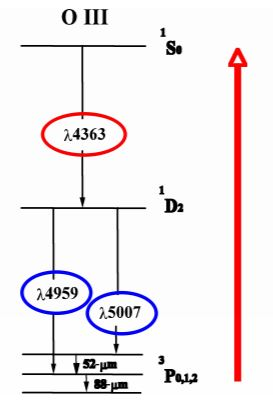 O III
¹S₀
λ4363
¹D₂
λ4959
λ5007
52-μm
³P₀,₁,₂
88-μm